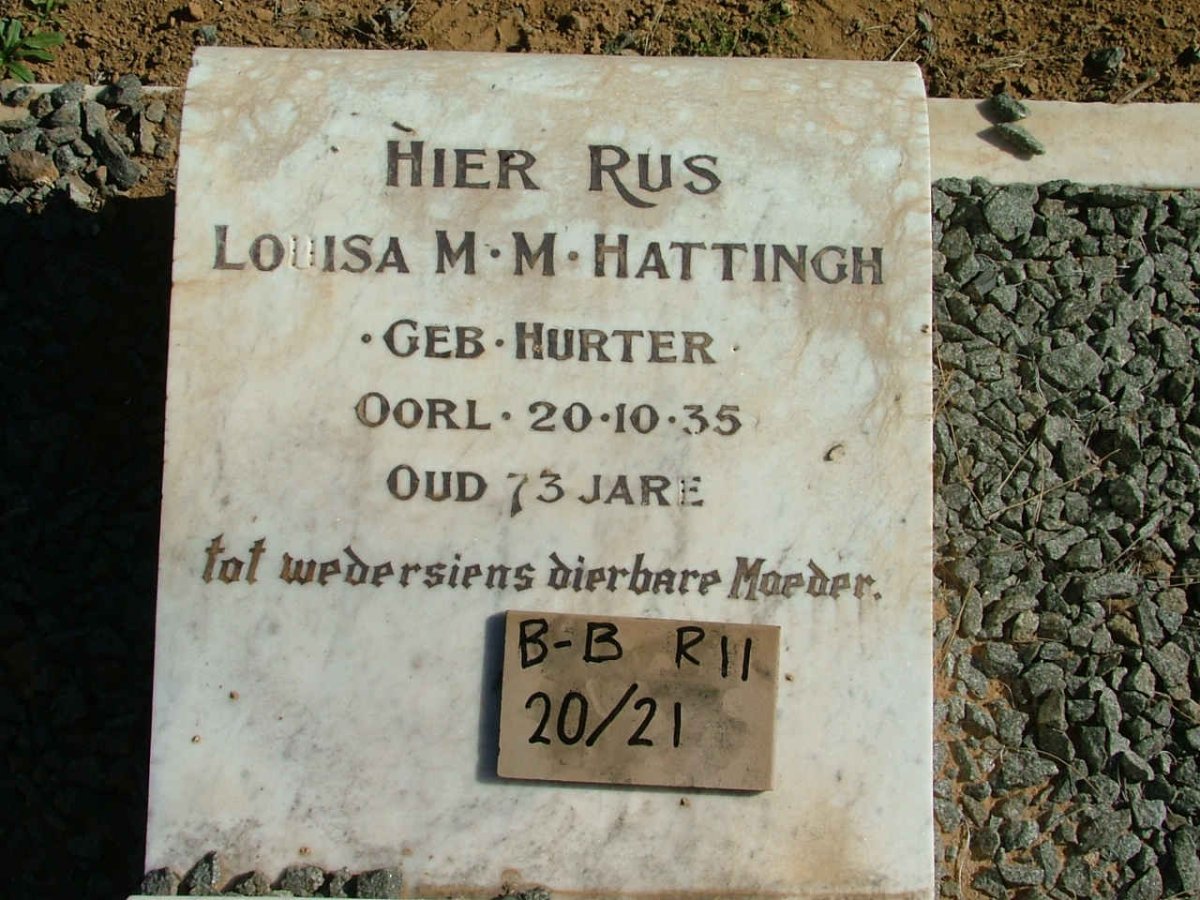 HIER RUS
LOUISA M·M·HATTINGH
·GEB·HURTER
OORL·20·10·35
OUD 73 JARE
tot wedersiens dierbare Moeder.
B-B R11
20/21